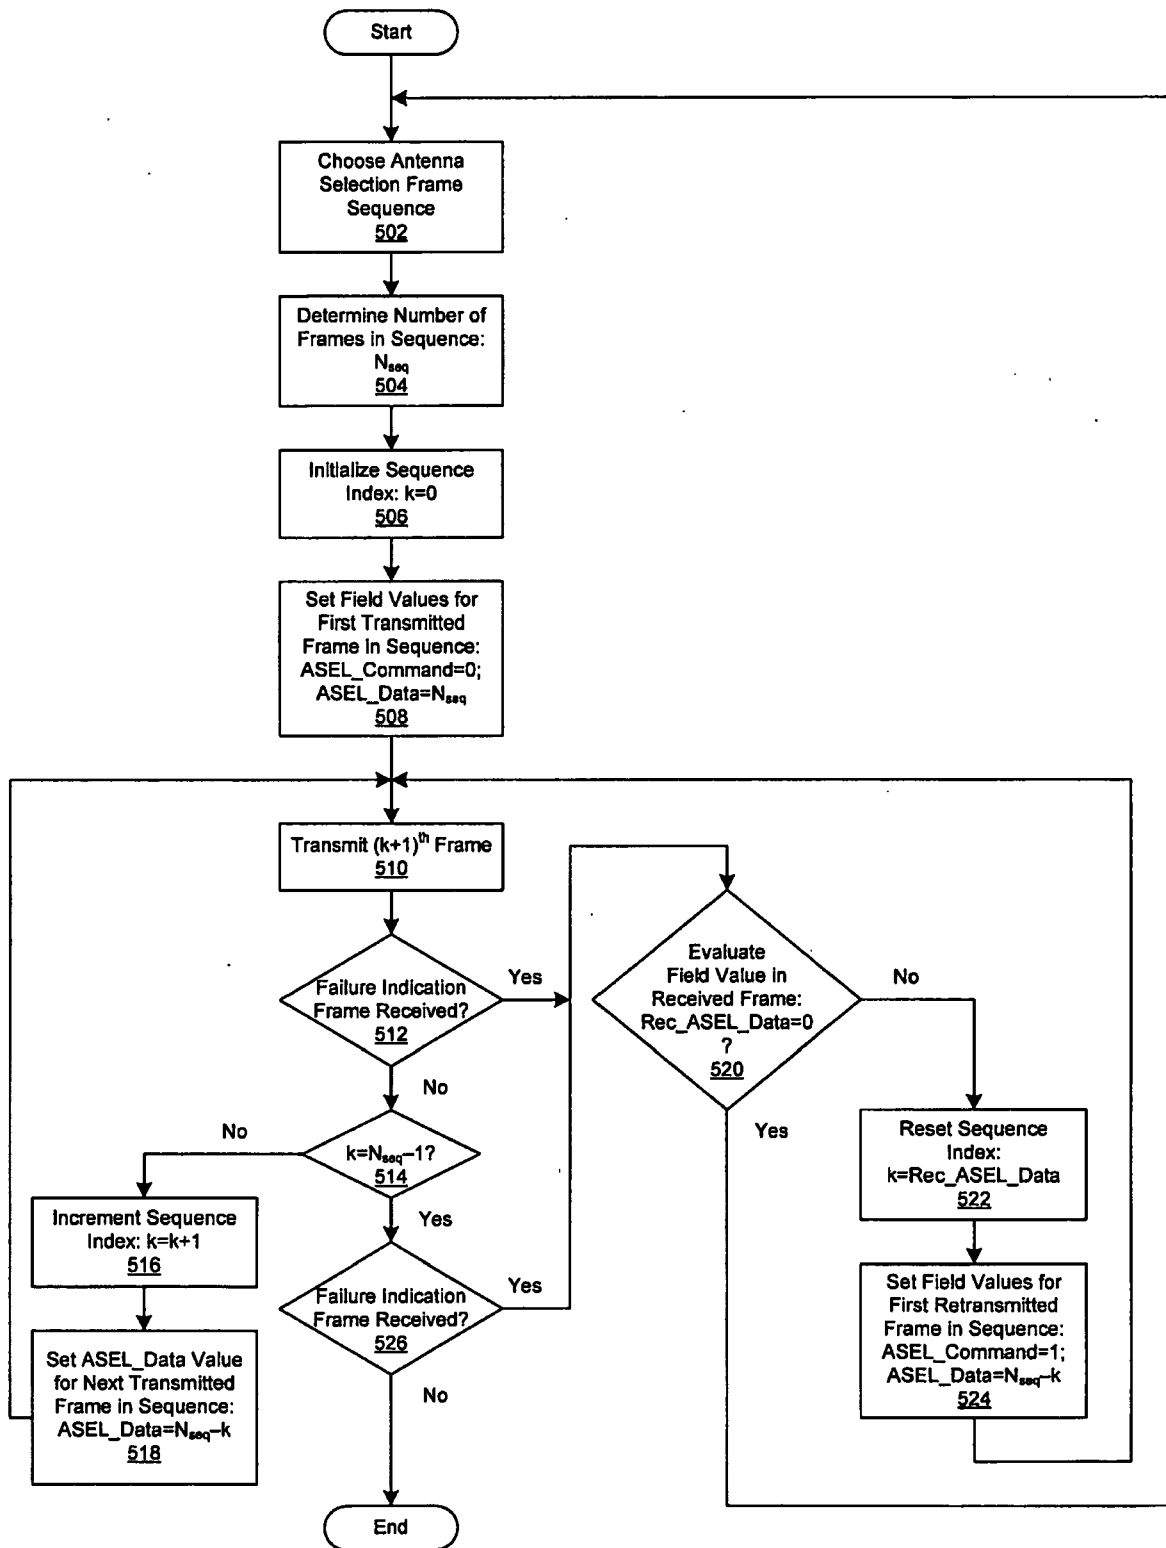 Start
Choose Antenna
Selection Frame
Sequence
502
Determine Number of
Frames in Sequence:
Nseq
504
Initialize Sequence
Index: k=0
506
Set Field Values for
First Transmitted
Frame in Sequence:
ASEL_Command=0;
ASEL_Data=Nseq
508
Transmit (k+1)th Frame
510
Failure Indication
Frame Received?
512
Yes
No
Evaluate
Field Value in
Received Frame:
Rec_ASEL_Data=0
?
520
No
Yes
Reset Sequence
Index:
k=Rec_ASEL_Data
522
Set Field Values for
First Retransmitted
Frame in Sequence:
ASEL_Command=1;
ASEL_Data=Nseq–k
524
k=Nseq–1?
514
No
Yes
Increment Sequence
Index: k=k+1
516
Set ASEL_Data Value
for Next Transmitted
Frame in Sequence:
ASEL_Data=Nseq–k
518
Failure Indication
Frame Received?
526
Yes
No
End